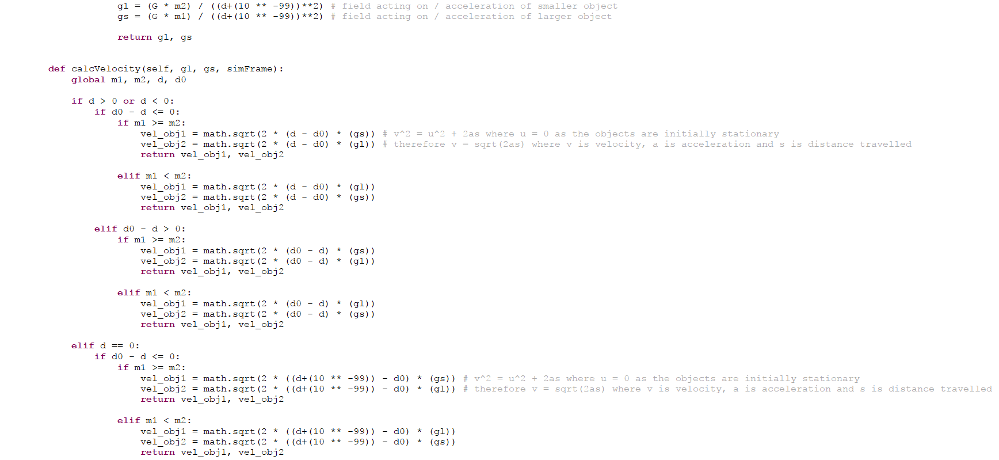 gl = (G * m2) / ((d+(10 ** -99))**2) # field acting on / acceleration of smaller object
gs = (G * m1) / ((d+(10 ** -99))**2) # field acting on / acceleration of larger object
return gl, gs
def calcVelocity(self, gl, gs, simFrame):
global m1, m2, d, d0
if d > 0 or d < 0:
if d0 - d <= 0:
if m1 >= m2:
vel_obj1 = math.sqrt(2 * (d - d0) * (gs)) # v^2 = u^2 + 2as where u = 0 as the objects are initially stationary
vel_obj2 = math.sqrt(2 * (d - d0) * (gl)) # therefore v = sqrt(2as) where v is velocity, a is acceleration and s is distance travelled
return vel_obj1, vel_obj2
elif m1 < m2:
vel_obj1 = math.sqrt(2 * (d - d0) * (gl))
vel_obj2 = math.sqrt(2 * (d - d0) * (gs))
return vel_obj1, vel_obj2
elif d0 - d > 0:
if m1 >= m2:
vel_obj1 = math.sqrt(2 * (d0 - d) * (gs))
vel_obj2 = math.sqrt(2 * (d0 - d) * (gl))
return vel_obj1, vel_obj2
elif m1 < m2:
vel_obj1 = math.sqrt(2 * (d0 - d) * (gl))
vel_obj2 = math.sqrt(2 * (d0 - d) * (gs))
return vel_obj1, vel_obj2
elif d == 0:
if d0 - d <= 0:
if m1 >= m2:
vel_obj1 = math.sqrt(2 * ((d+(10 ** -99)) - d0) * (gs)) # v^2 = u^2 + 2as where u = 0 as the objects are initially stationary
vel_obj2 = math.sqrt(2 * ((d+(10 ** -99)) - d0) * (gl)) # therefore v = sqrt(2as) where v is velocity, a is acceleration and s is distance travelled
return vel_obj1, vel_obj2
elif m1 < m2:
vel_obj1 = math.sqrt(2 * ((d+(10 ** -99)) - d0) * (gl))
vel_obj2 = math.sqrt(2 * ((d+(10 ** -99)) - d0) * (gs))
return vel_obj1, vel_obj2